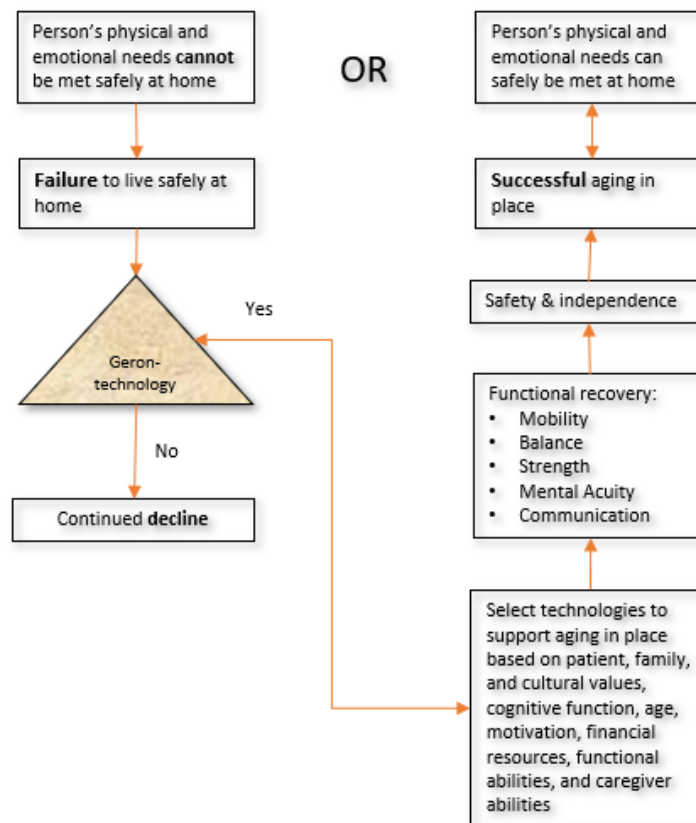 Person's physical and
emotional needs cannot
be met safely at home
OR
Person's physical and
emotional needs can
safely be met at home
Failure to live safely at
home
Successful aging in
place
Yes
Safety & independence
Geron-
technology
Functional recovery:
• Mobility
• Balance
• Strength
• Mental Acuity
• Communication
No
Continued decline
Select technologies to
support aging in place
based on patient, family,
and cultural values,
cognitive function, age,
motivation, financial
resources, functional
abilities, and caregiver
abilities